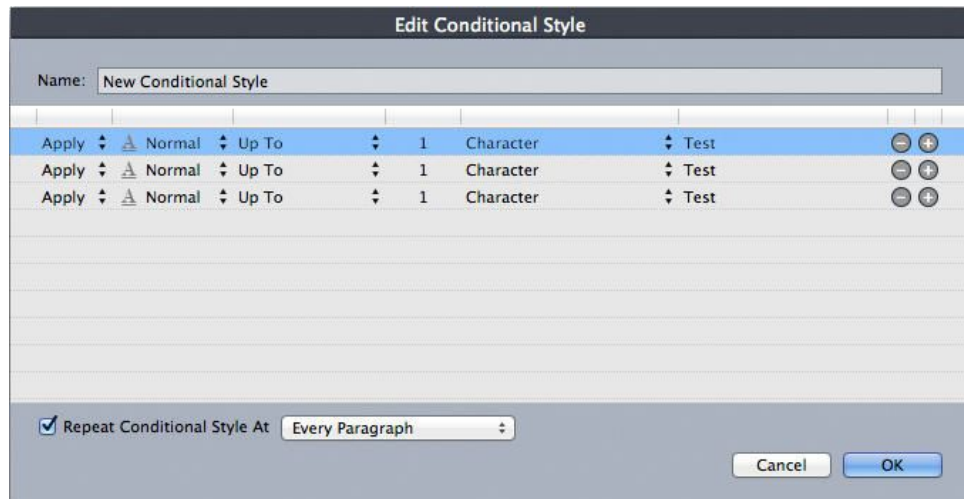 Edit Conditional Style
Name: New Conditional Style
Apply A Normal Up To 1 Character Test
Apply A Normal Up To 1 Character Test
Apply A Normal Up To 1 Character Test
Repeat Conditional Style At Every Paragraph
Cancel OK